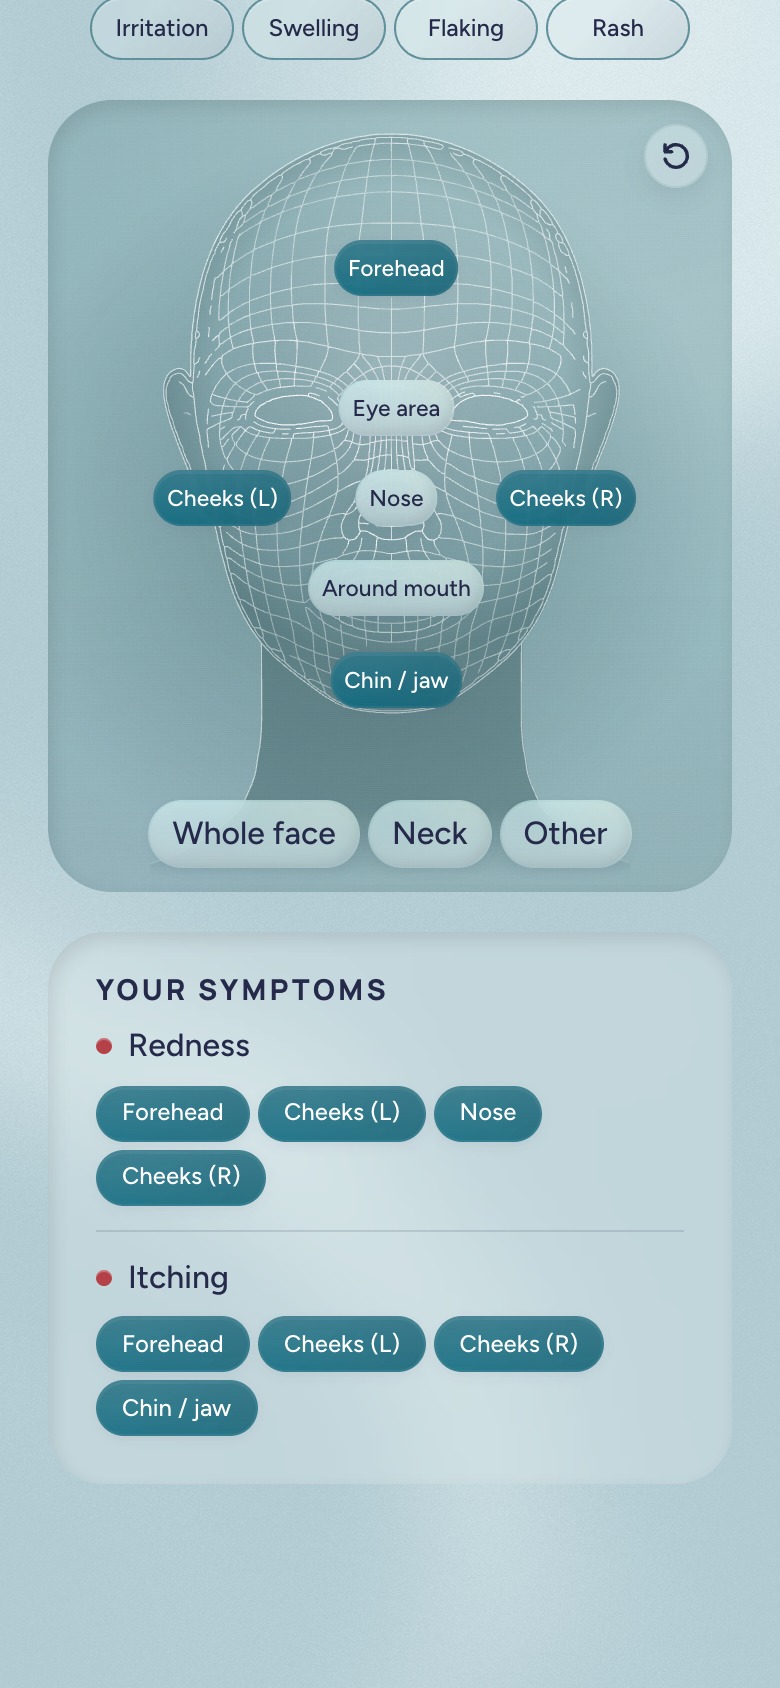 Irritation Swelling Flaking Rash
Forehead
Eye area
Cheeks (L) Nose Cheeks (R)
Around mouth
Chin / jaw
Whole face Neck Other
YOUR SYMPTOMS
Redness
Forehead Cheeks (L) Nose
Cheeks (R)
Itching
Forehead Cheeks (L) Cheeks (R)
Chin / jaw